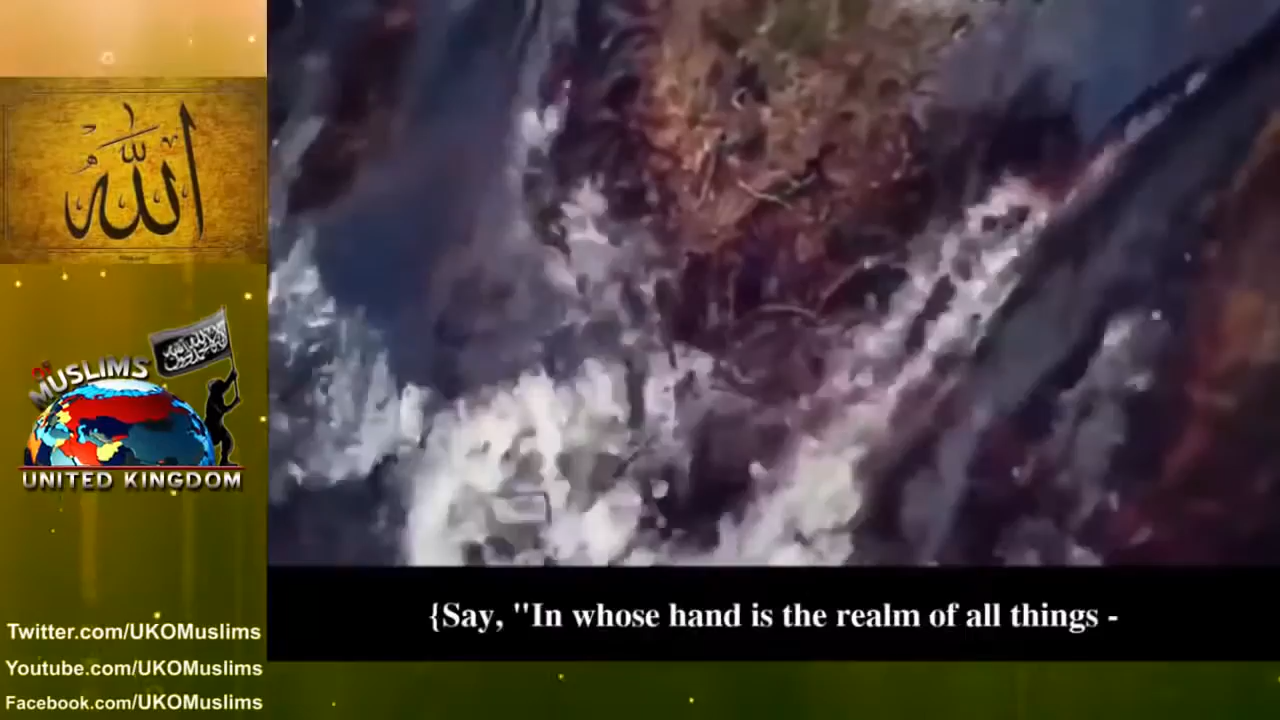 الله
OF
MUSLIMS
UNITED KINGDOM
Twitter.com/UKOMuslims
Youtube.com/UKOMuslims
Facebook.com/UKOMuslims
{Say, "In whose hand is the realm of all things -